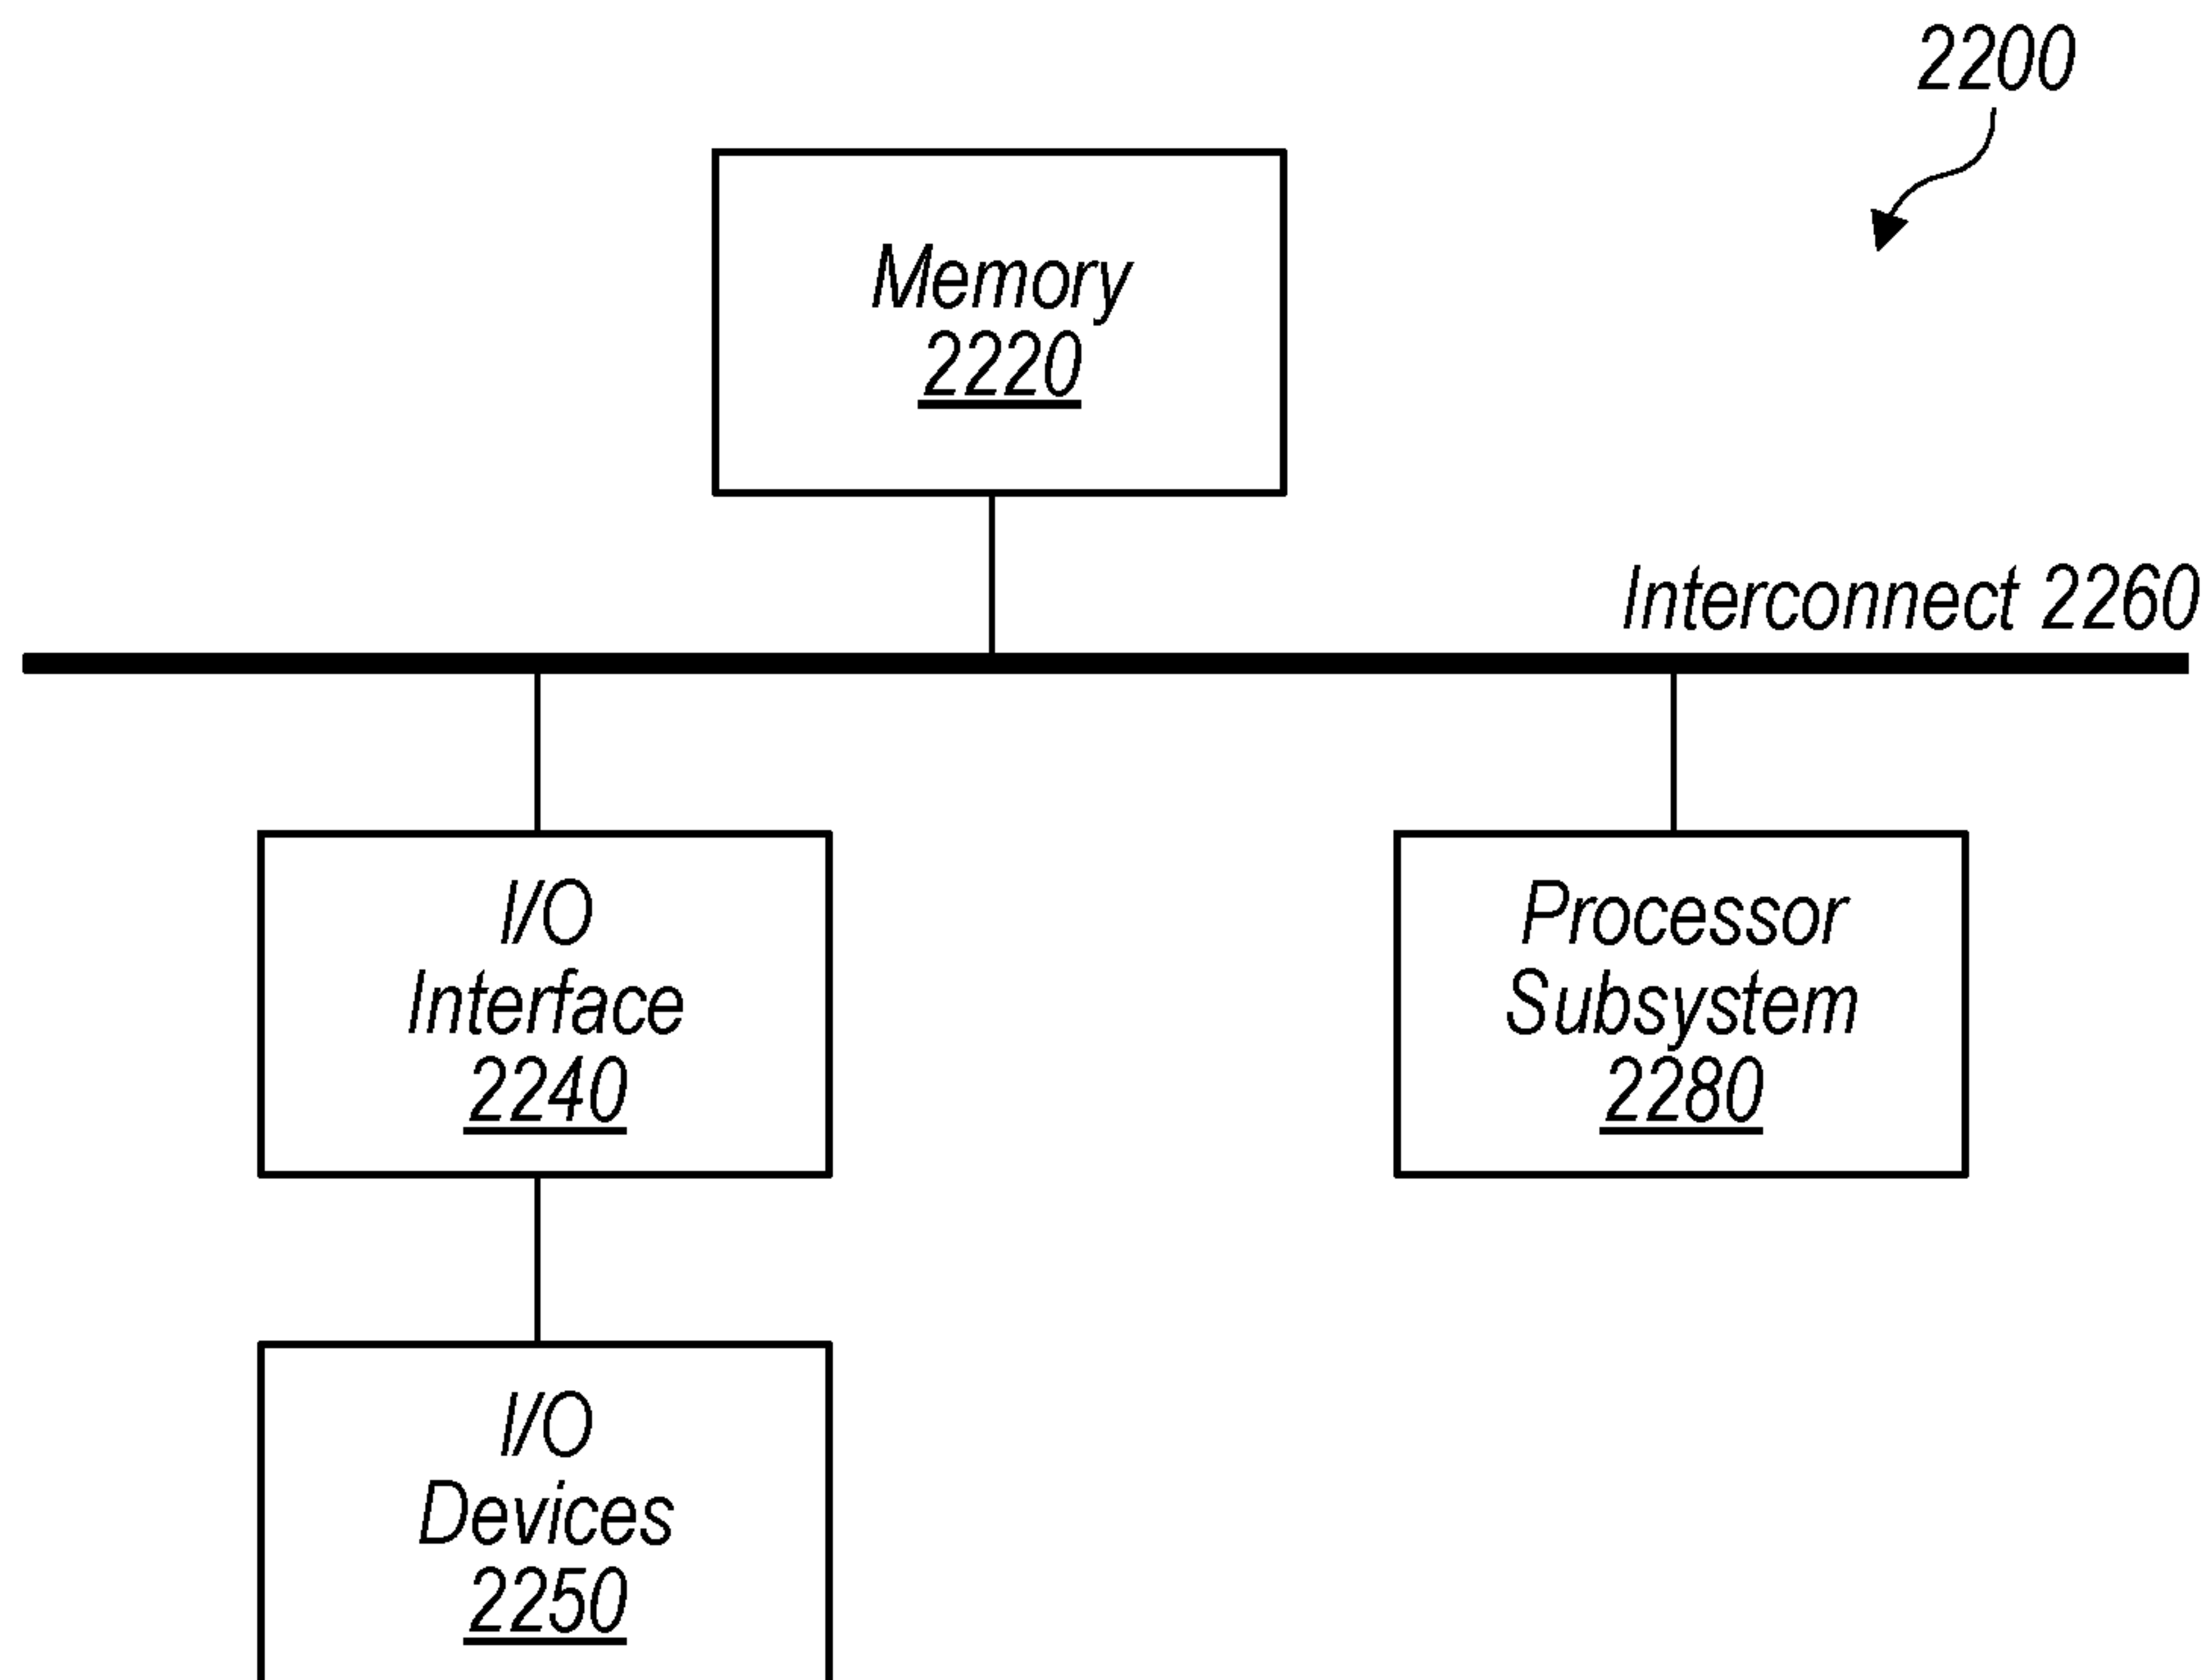 2200
Memory
2220
Interconnect 2260
I/O
Interface
2240
Processor
Subsystem
2280
I/O
Devices
2250